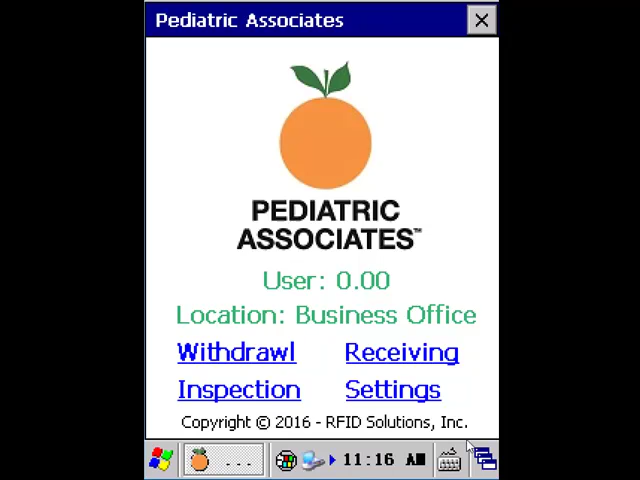 Pediatric Associates
PEDIATRIC
ASSOCIATES™
User: 0.00
Location: Business Office
Withdrawl Receiving
Inspection Settings
Copyright © 2016 - RFID Solutions, Inc.
... 11:16 AM